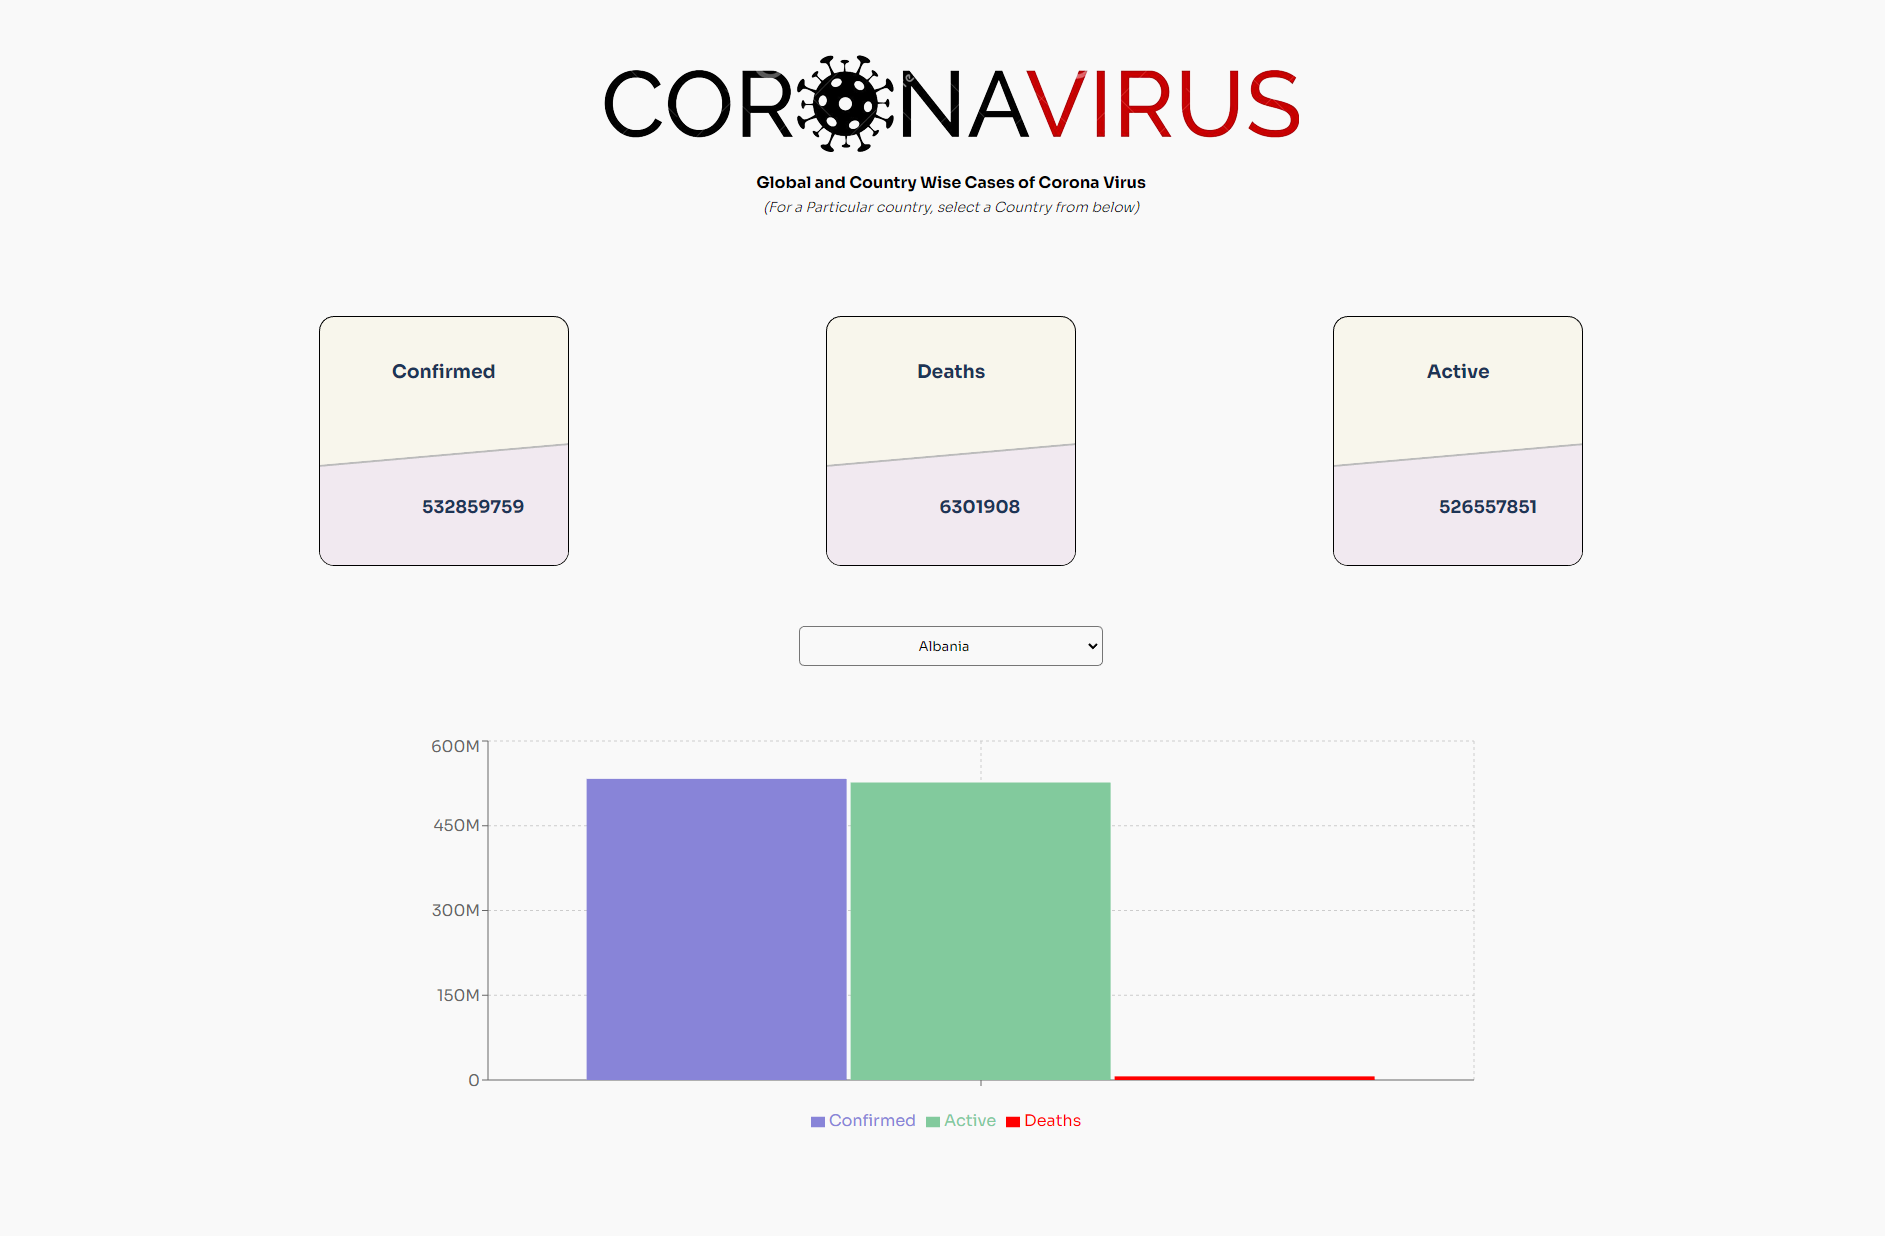 CORONAVIRUS
Global and Country Wise Cases of Corona Virus
(For a Particular country, select a Country from below)
Confirmed
532859759
Deaths
6301908
Active
526557851
Albania
600M
450M
300M
150M
0
Confirmed Active Deaths